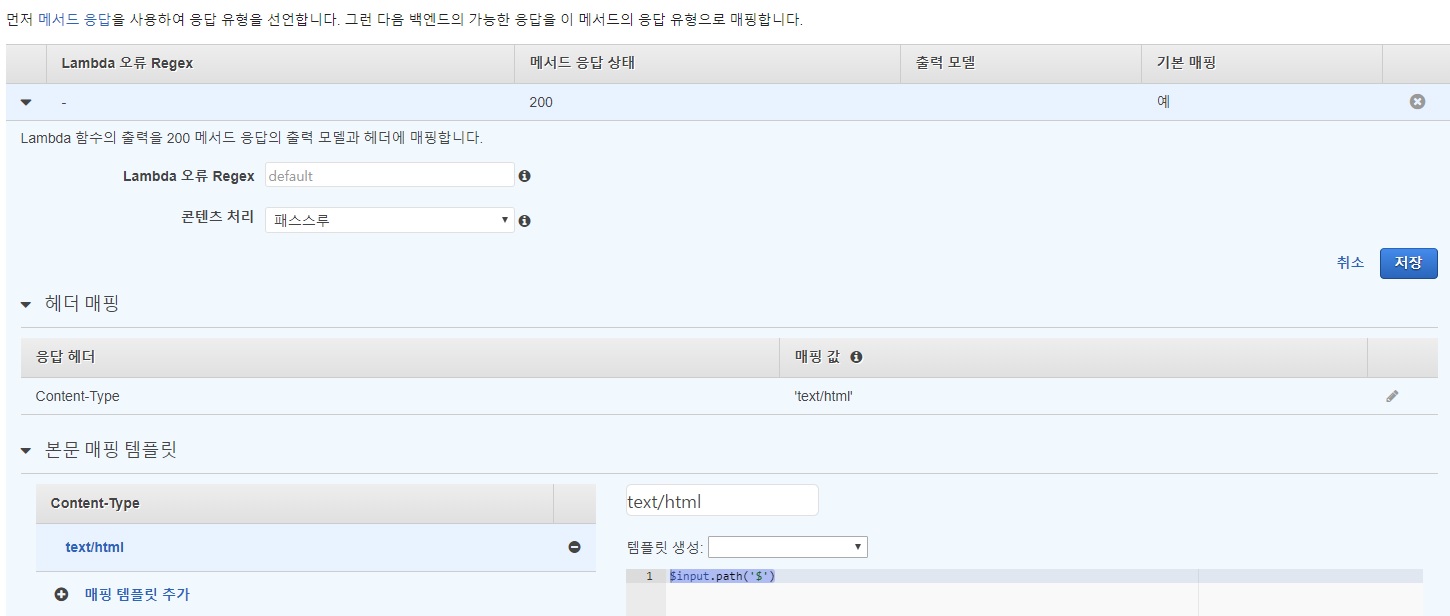 먼저 메서드 응답을 사용하여 응답 유형을 선언합니다. 그런 다음 백엔드의 가능한 응답을 이 메서드의 응답 유형으로 매핑합니다.
Lambda 오류 Regex 메서드 응답 상태 출력 모델 기본 매핑
- 200 예
Lambda 함수의 출력을 200 메서드 응답의 출력 모델과 헤더에 매핑합니다.
Lambda 오류 Regex default
콘텐츠 처리 패스스루
취소 저장
헤더 매핑
응답 헤더 매핑 값
Content-Type 'text/html'
본문 매핑 템플릿
Content-Type text/html
text/html 템플릿 생성:
1 $input.path('$')
매핑 템플릿 추가